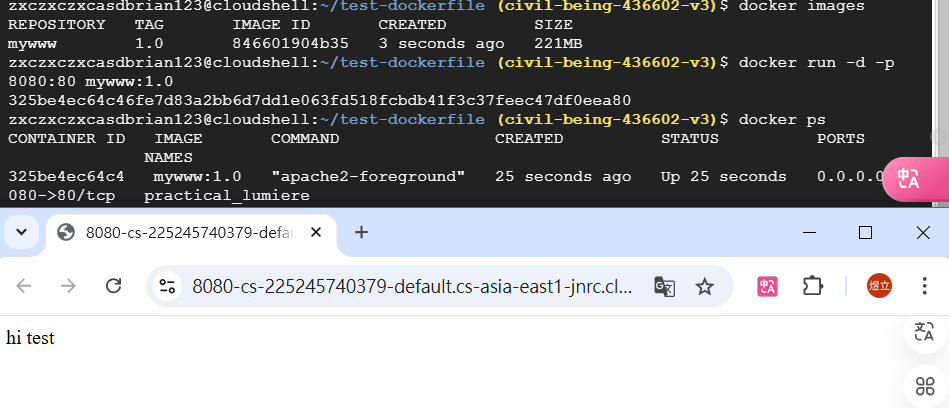 zxczxczxcasdbrian123@cloudshell:~/test-dockerfile (civil-being-436602-v3)$ docker images
REPOSITORY TAG IMAGE ID CREATED SIZE
mywww 1.0 846601904b35 3 seconds ago 221MB
zxczxczxcasdbrian123@cloudshell:~/test-dockerfile (civil-being-436602-v3)$ docker run -d -p
8080:80 mywww:1.0
325be4ec64c46fe7d83a2bb6d7dd1e063fd518fcbdb41f3c37feec47df0eea80
zxczxczxcasdbrian123@cloudshell:~/test-dockerfile (civil-being-436602-v3)$ docker ps
CONTAINER ID IMAGE COMMAND CREATED STATUS PORTS
NAMES
325be4ec64c4 mywww:1.0 "apache2-foreground" 25 seconds ago Up 25 seconds 0.0.0.0
080->80/tcp practical_lumiere
8080-cs-225245740379-defau
8080-cs-225245740379-default.cs-asia-east1-jnrc.cl...
煜立
hi test